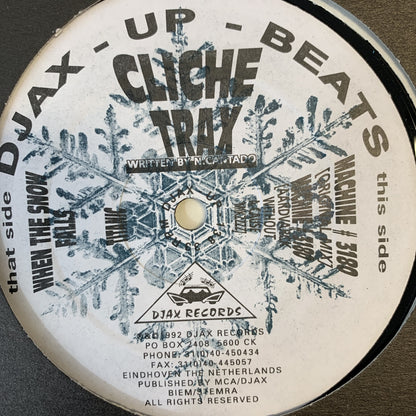 DJAX - UP - BEATS
CLICHE
TRAX
WRITTEN BY N. CANTADO
that side
WHEN THE SNOW
FALLS
this side
MACHINE # 3180
DJAX RECORDS
1992 DJAX RECORDS
PO BOX 2408 5600 CK
PHONE: 31(0)40-450434
FAX: 31(0)40-445057
EINDHOVEN THE NETHERLANDS
PUBLISHED BY MCA/DJAX
BIEM/STEMRA
ALL RIGHTS RESERVED